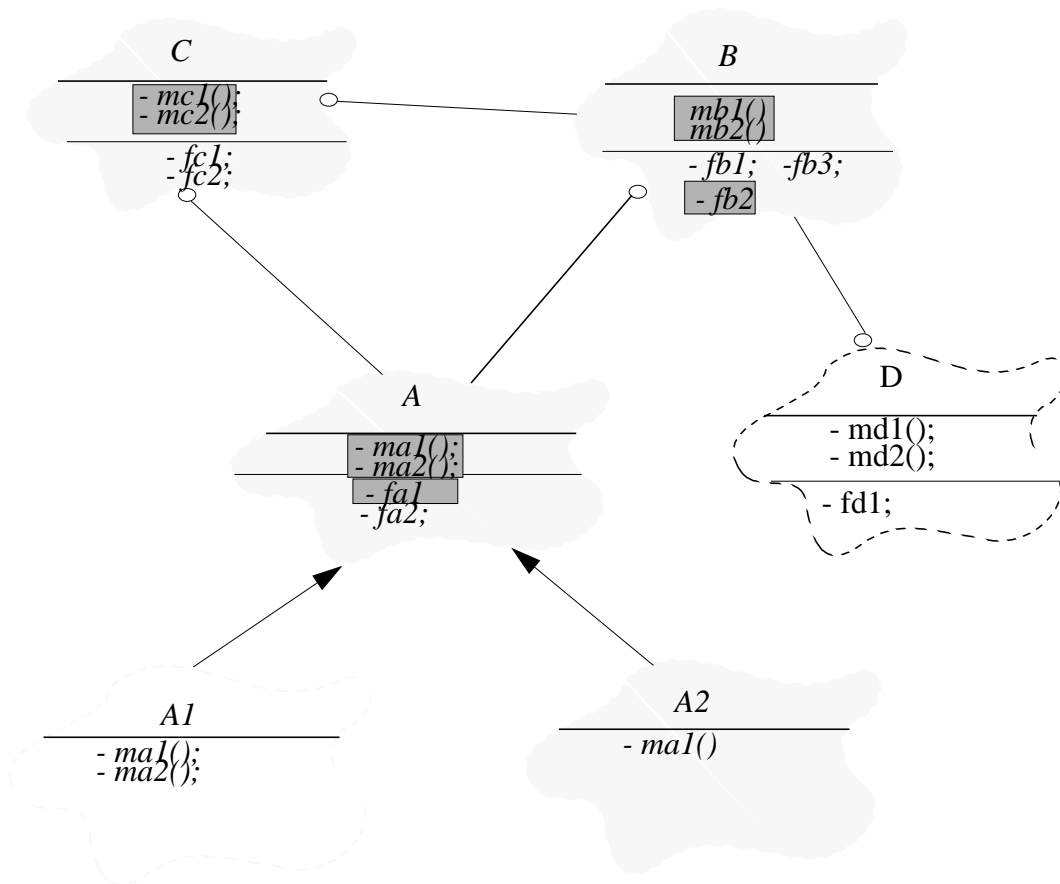 C
- mc1();
- mc2();
- fc1;
- fc2;
B
mb1()
mb2()
- fb1; -fb3;
- fb2
A
- ma1();
- ma2();
- fa1
- fa2;
D
- md1();
- md2();
- fd1;
A1
- ma1();
- ma2();
A2
- ma1()